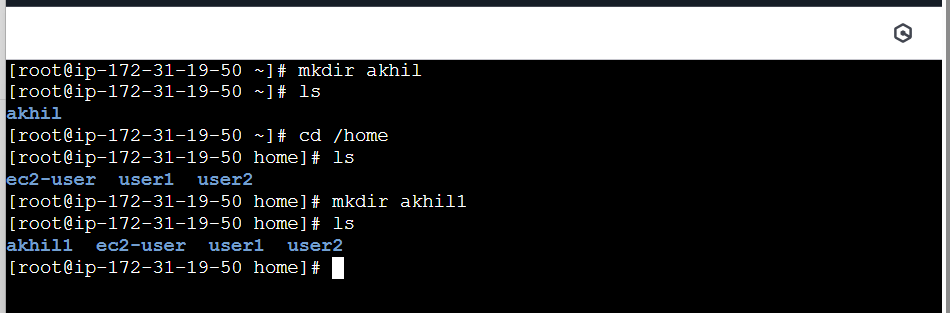 [root@ip-172-31-19-50 ~]# mkdir akhil
[root@ip-172-31-19-50 ~]# ls
akhil
[root@ip-172-31-19-50 ~]# cd /home
[root@ip-172-31-19-50 home]# ls
ec2-user  user1  user2
[root@ip-172-31-19-50 home]# mkdir akhil1
[root@ip-172-31-19-50 home]# ls
akhil1  ec2-user  user1  user2
[root@ip-172-31-19-50 home]#